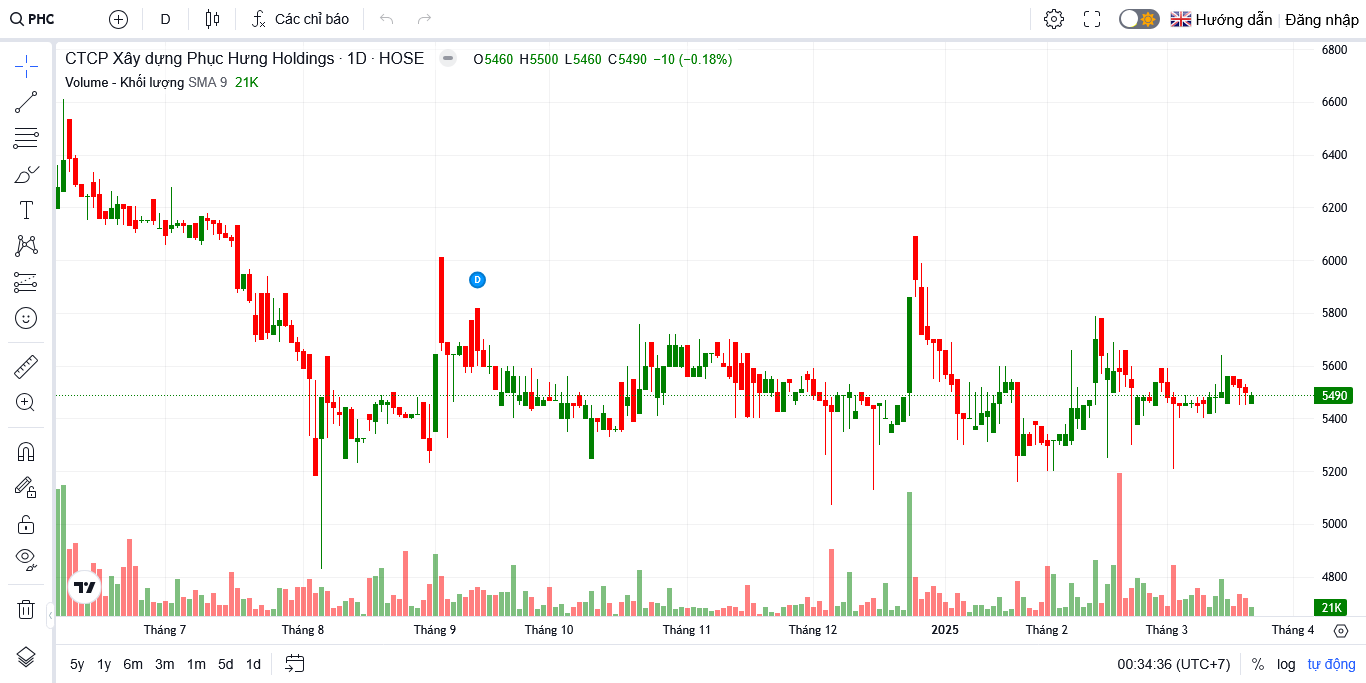 PHC D Các chỉ báo Hướng dẫn Đăng nhập
CTCP Xây dựng Phục Hưng Holdings · 1D · HOSE O5460 H5500 L5460 C5490 −10 (−0.18%)
Volume - Khối lượng SMA 9 21K
D
6800
6600
6400
6200
6000
5800
5600
5490
5400
5200
5000
4800
21K
Tháng 7 Tháng 8 Tháng 9 Tháng 10 Tháng 11 Tháng 12 2025 Tháng 2 Tháng 3 Tháng 4
5y 1y 6m 3m 1m 5d 1d 00:34:36 (UTC+7) % log tự động